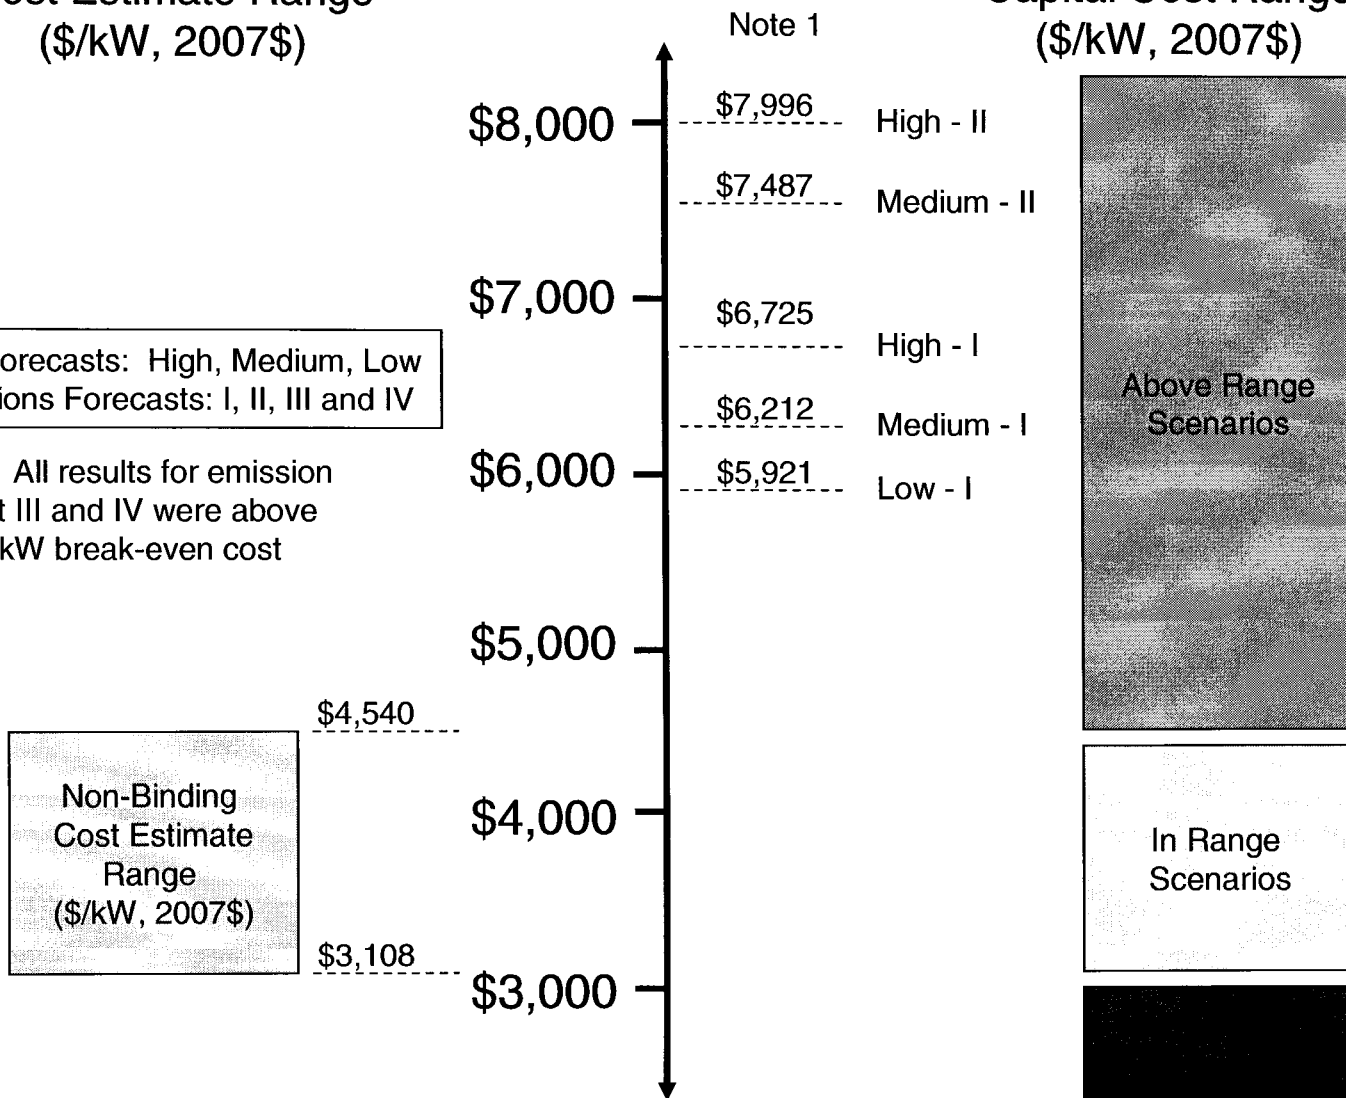 Estimate Range
($/kW, 2007$)
Note 1
Capital Cost Range
($/kW, 2007$)
$8,000
$7,996
High - II
$7,487
Medium - II
$7,000
$6,725
High - I
orecasts: High, Medium, Low
ions Forecasts: I, II, III and IV
$6,212
Medium - I
Above Range
Scenarios
All results for emission
t III and IV were above
kW break-even cost
$6,000
$5,921
Low - I
$5,000
$4,540
Non-Binding
Cost Estimate
Range
($/kW, 2007$)
$4,000
In Range
Scenarios
$3,108
$3,000